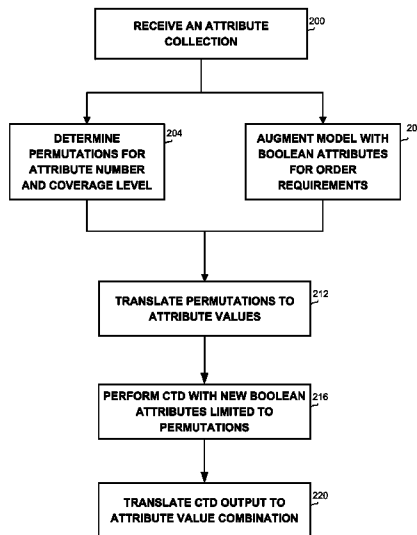 RECEIVE AN ATTRIBUTE
COLLECTION
200
DETERMINE
PERMUTATIONS FOR
ATTRIBUTE NUMBER
AND COVERAGE LEVEL
204
AUGMENT MODEL WITH
BOOLEAN ATTRIBUTES
FOR ORDER
REQUIREMENTS
20
TRANSLATE PERMUTATIONS TO
ATTRIBUTE VALUES
212
PERFORM CTD WITH NEW BOOLEAN
ATTRIBUTES LIMITED TO
PERMUTATIONS
216
TRANSLATE CTD OUTPUT TO
ATTRIBUTE VALUE COMBINATION
220